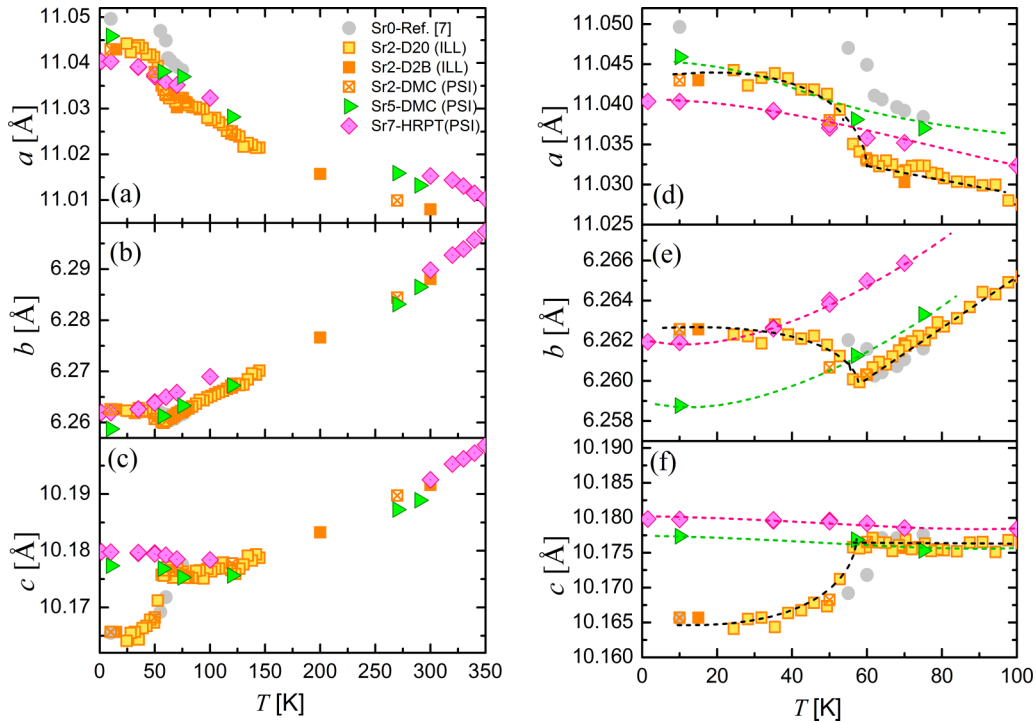 11.05
11.04
11.03
11.02
11.01
a [Å]
(a)
Sr0-Ref. [7]
Sr2-D20 (ILL)
Sr2-D2B (ILL)
Sr2-DMC (PSI)
Sr5-DMC (PSI)
Sr7-HRPT(PSI)
6.29
6.28
6.27
6.26
b [Å]
(b)
10.19
10.18
10.17
c [Å]
(c)
0 50 100 150 200 250 300 350
T [K]
11.050
11.045
11.040
11.035
11.030
11.025
a [Å]
(d)
6.266
6.264
6.262
6.260
6.258
b [Å]
(e)
10.190
10.185
10.180
10.175
10.170
10.165
10.160
c [Å]
(f)
0 20 40 60 80 100
T [K]